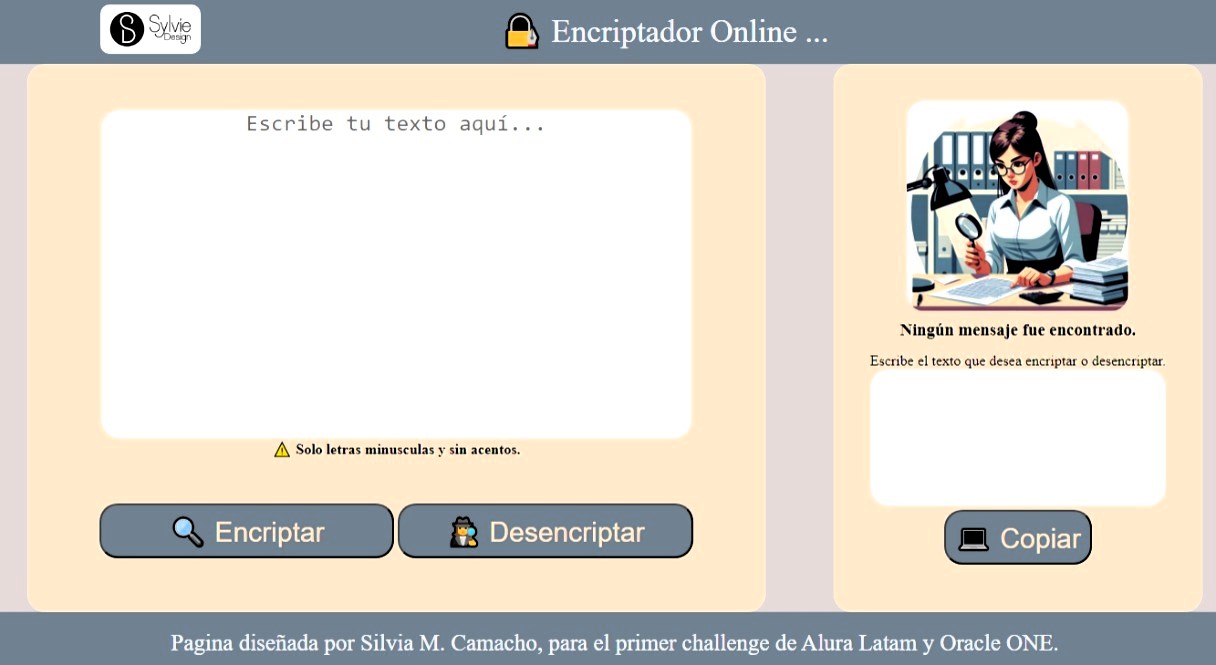 Sylvie
Design
Encriptador Online ...
Escribe tu texto aquí...
Solo letras minusculas y sin acentos.
Encriptar
Desencriptar
Ningún mensaje fue encontrado.
Escribe el texto que desea encriptar o desencriptar.
Copiar
Pagina diseñada por Silvia M. Camacho, para el primer challenge de Alura Latam y Oracle ONE.